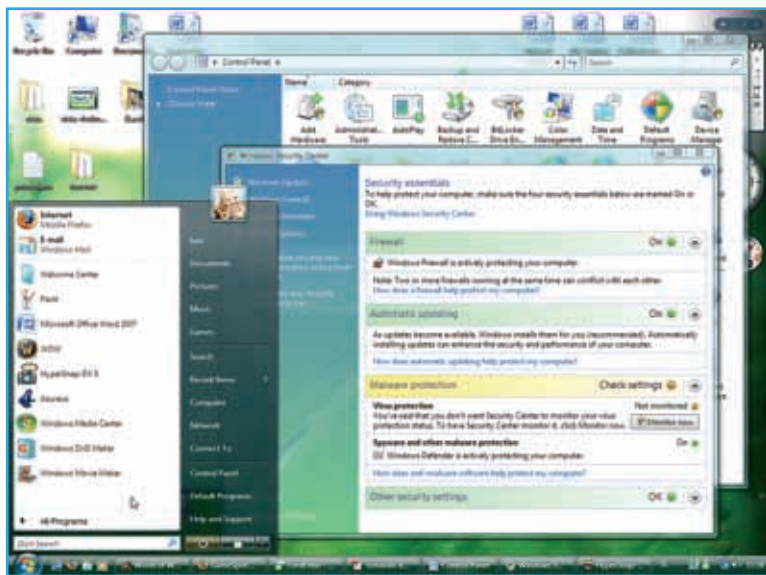 Recycle Bin
Computer
Control Panel
Search
Name
Category
Add Hardware
Administrat... Tools
AutoPlay
Backup and Restore C...
BitLocker Drive En...
Color Management
Date and Time
Default Programs
Device Manager
Windows Security Center
Windows Update
Security essentials
To help protect your computer, make sure the four security essentials below are marked On or
OK.
Using Windows Security Center
Firewall
On
Windows Firewall is actively protecting your computer.
Note: Two or more firewalls running at the same time can conflict with each other.
How does a firewall help protect my computer?
Automatic updating
On
As updates become available, Windows installs them for you (recommended). Automatically
installing updates can enhance the security and performance of your computer.
How does automatic updating help protect my computer?
Malware protection
Check settings
Virus protection
Not monitored
You've said that you don't want Security Center to monitor your virus
protection status. To have Security Center monitor it, click Monitor now.
Monitor now
Spyware and other malware protection
On
Windows Defender is actively protecting your computer.
How does anti-malware software help protect my computer?
Other security settings
OK
Internet
Mozilla Firefox
E-mail
Windows Mail
Welcome Center
Paint
Microsoft Office Word 2007
HyperSnap-DX 5
Azureus
Windows Media Center
Windows DVD Maker
Windows Movie Maker
All Programs
Start Search
Documents
Pictures
Music
Games
Search
Recent Items
Computer
Network
Connect To
Control Panel
Default Programs
Help and Support